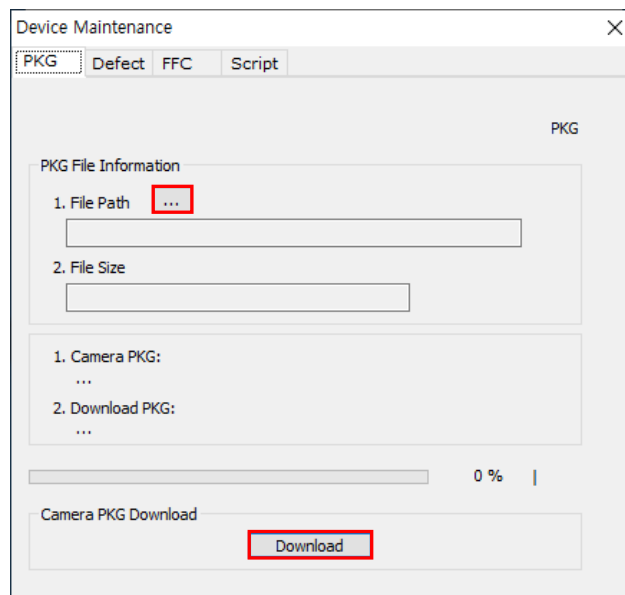 Device Maintenance
PKG Defect FFC Script
PKG
PKG File Information
1. File Path ...
2. File Size
1. Camera PKG:
...
2. Download PKG:
...
0 % |
Camera PKG Download
Download